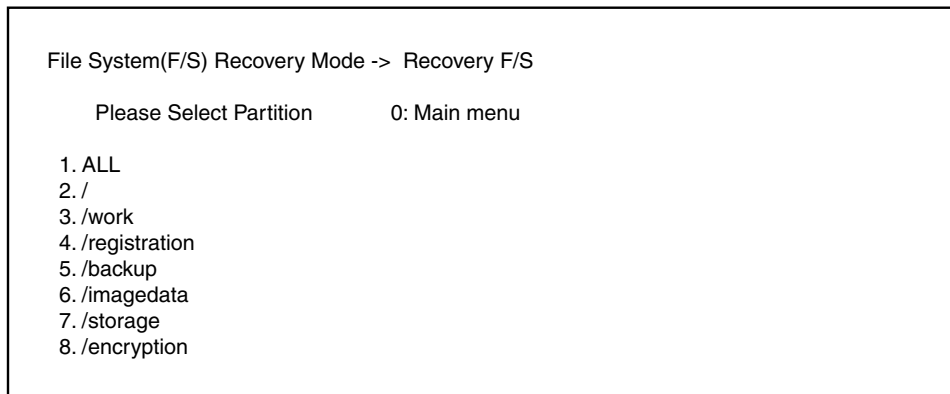 File System(F/S) Recovery Mode -> Recovery F/S
Please Select Partition 0: Main menu
1. ALL
2. /
3. /work
4. /registration
5. /backup
6. /imagedata
7. /storage
8. /encryption